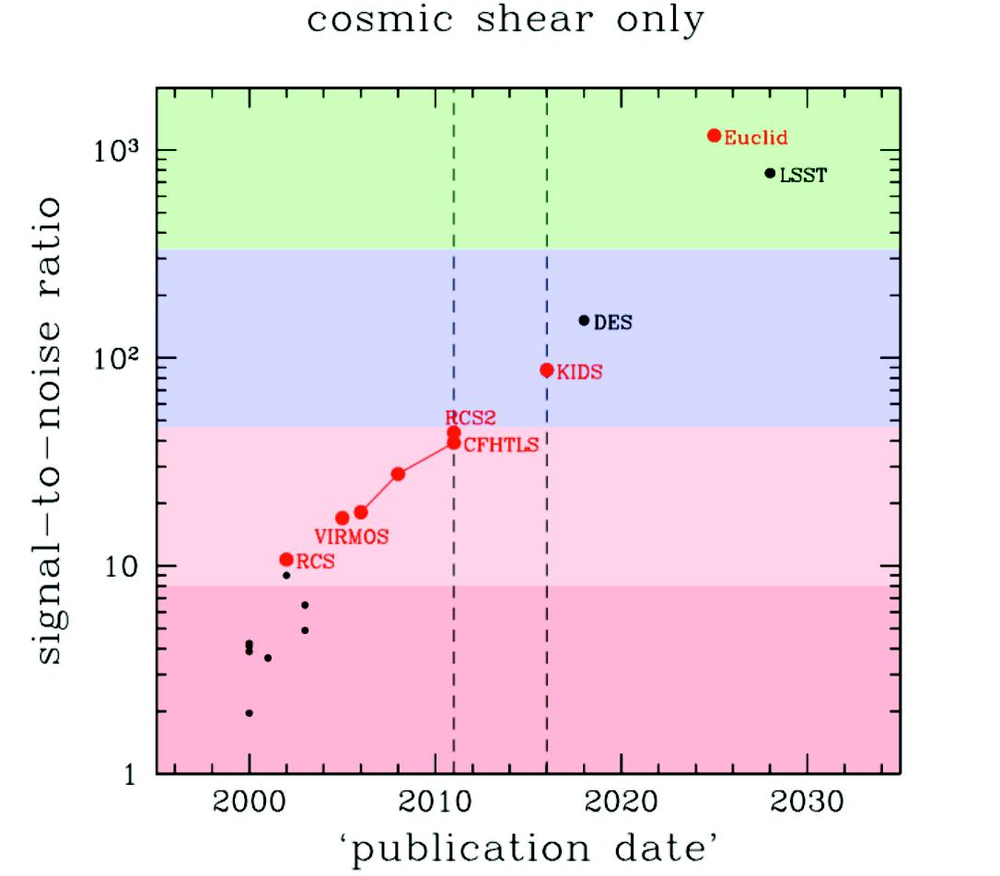 cosmic shear only
signal-to-noise ratio
10³
10²
10
1
Euclid
LSST
DES
KIDS
RCS2
CFHTLS
VIRMOS
RCS
2000 2010 2020 2030
‘publication date’